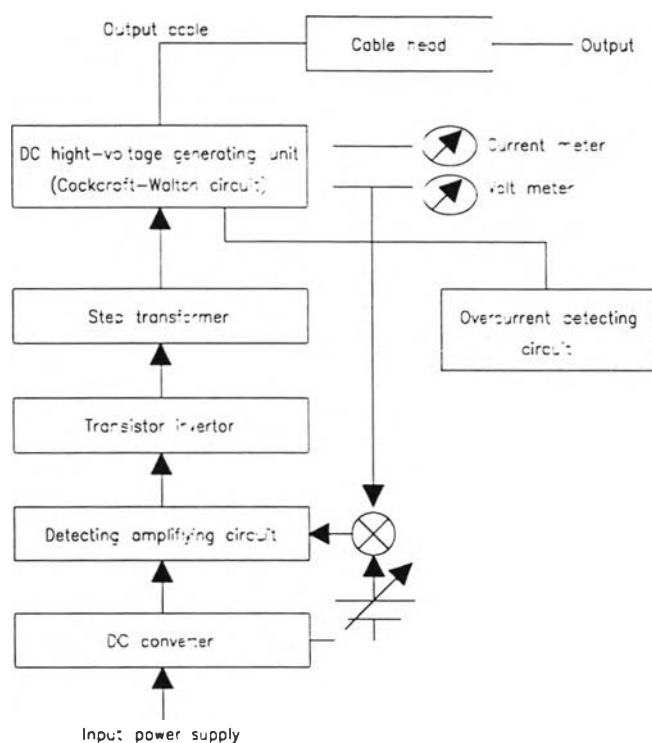 Output cable
Cable head
Output
DC hight-voltage generating unit
(Cockcroft-Walton circuit)
Current meter
Volt meter
Step transformer
Overcurrent detecting
circuit
Transistor invertor
Detecting amplifying circuit
DC converter
Input power supply